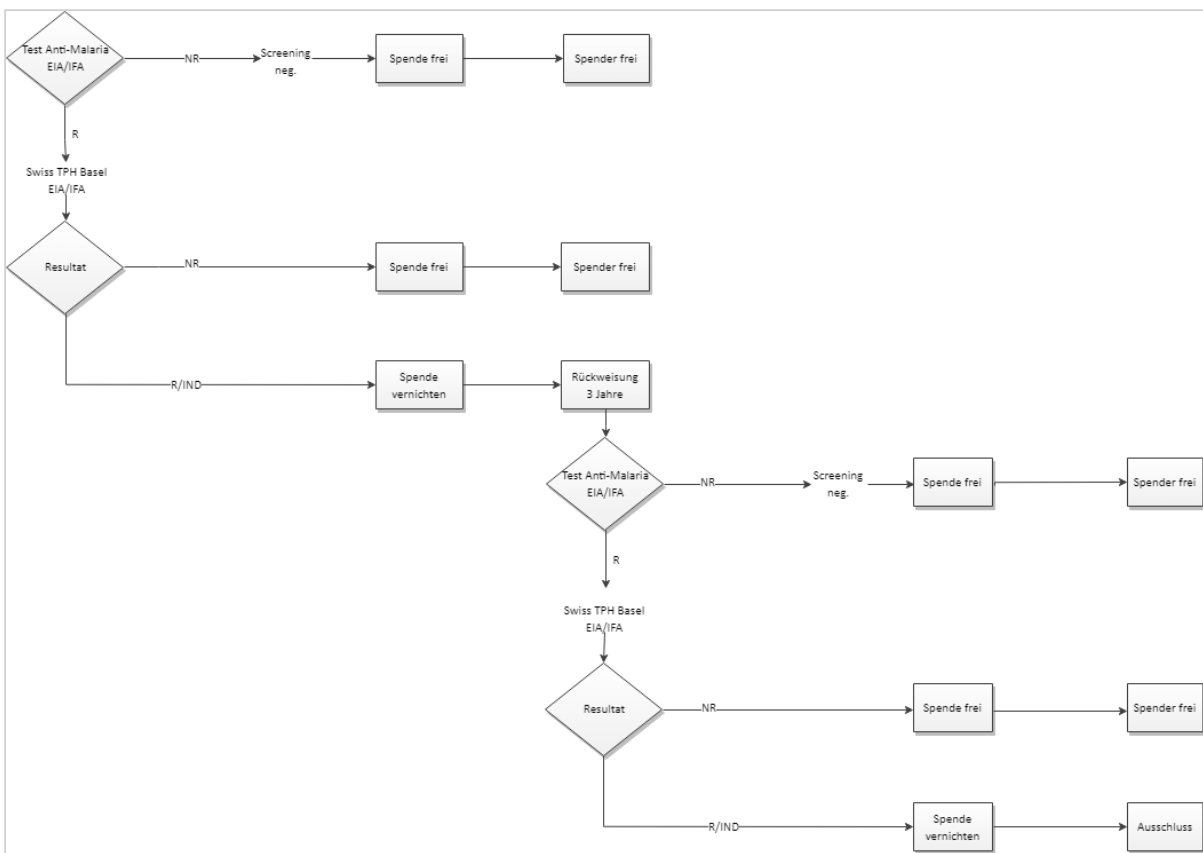 Test Anti-Malaria
EIA/IFA
NR
Screening
neg.
Spende frei
Spender frei
R
Swiss TPH Basel
EIA/IFA
Resultat
NR
Spende frei
Spender frei
R/IND
Spende
vernichten
Rückweisung
3 Jahre
Test Anti-Malaria
EIA/IFA
NR
Screening
neg.
Spende frei
Spender frei
R
Swiss TPH Basel
EIA/IFA
Resultat
NR
Spende frei
Spender frei
R/IND
Spende
vernichten
Ausschluss